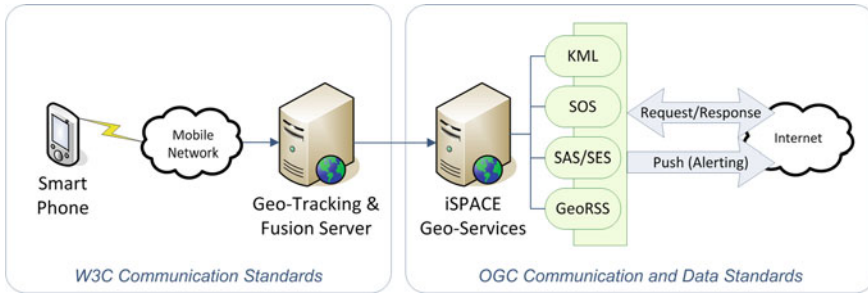 Smart
Phone
Mobile
Network
Geo-Tracking &
Fusion Server
W3C Communication Standards
iSPACE
Geo-Services
KML
SOS
SAS/SES
GeoRSS
Request/Response
Push (Alerting)
Internet
OGC Communication and Data Standards